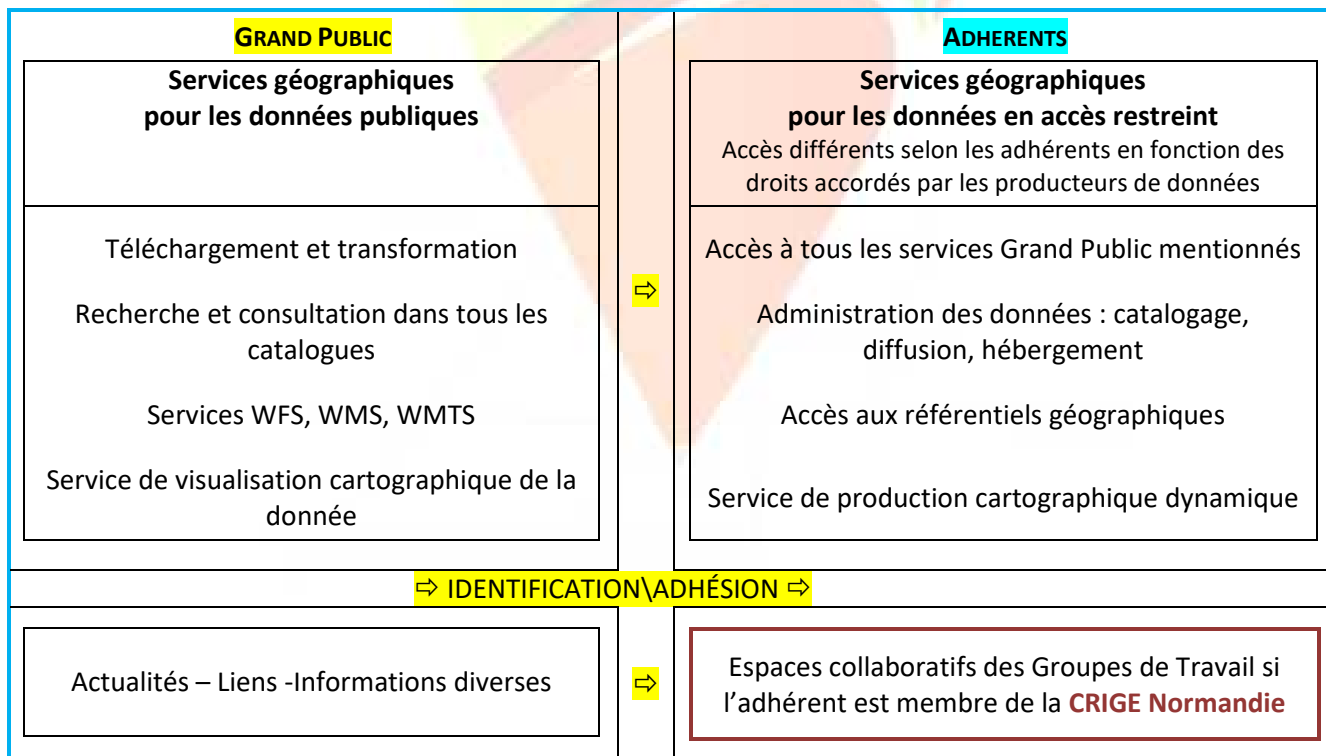 GRAND PUBLIC
Services géographiques
pour les données publiques
Téléchargement et transformation
Recherche et consultation dans tous les
catalogues
Services WFS, WMS, WMTS
Service de visualisation cartographique de la
donnée
⇨
ADHERENTS
Services géographiques
pour les données en accès restreint
Accès différents selon les adhérents en fonction des
droits accordés par les producteurs de données
Accès à tous les services Grand Public mentionnés
Administration des données : catalogage,
diffusion, hébergement
Accès aux référentiels géographiques
Service de production cartographique dynamique
⇨ IDENTIFICATION\ADHÉSION ⇨
Actualités – Liens -Informations diverses
⇨
Espaces collaboratifs des Groupes de Travail si
l’adhérent est membre de la CRIGE Normandie